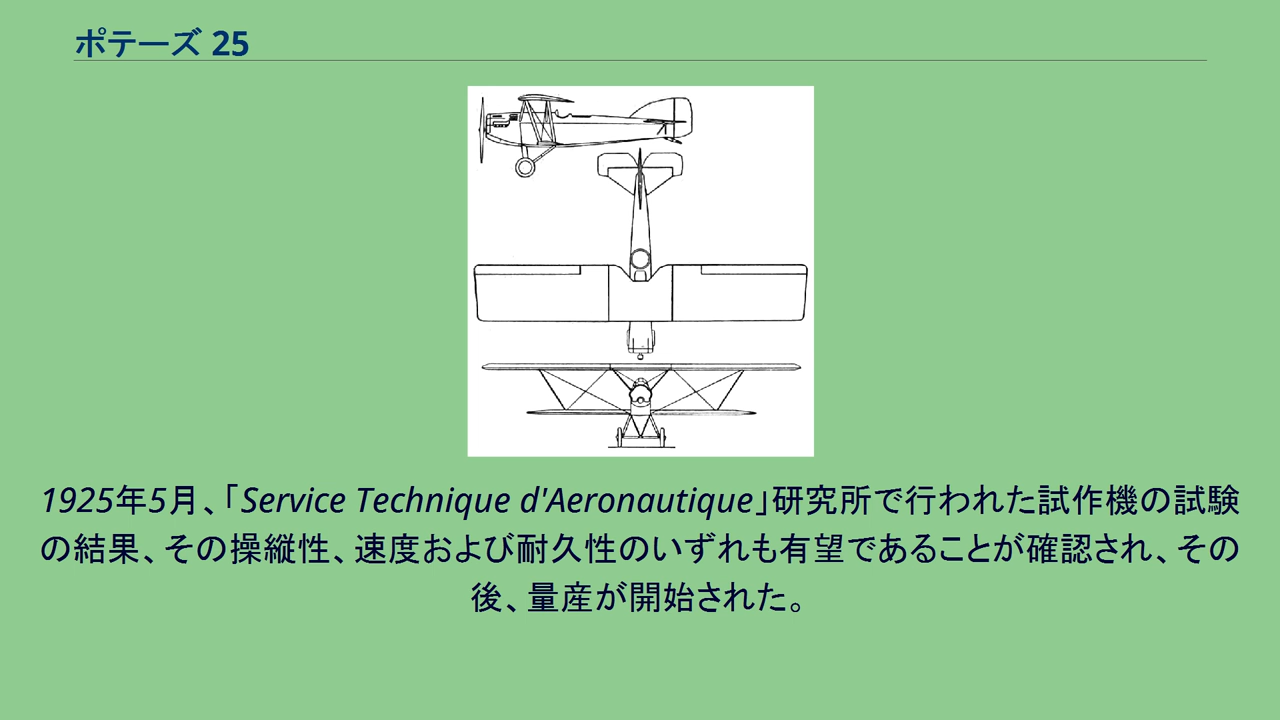 ポテーズ 25
1925年5月、「Service Technique d'Aeronautique」研究所で行われた試作機の試験
の結果、その操縦性、速度および耐久性のいずれも有望であることが確認され、その
後、量産が開始された。